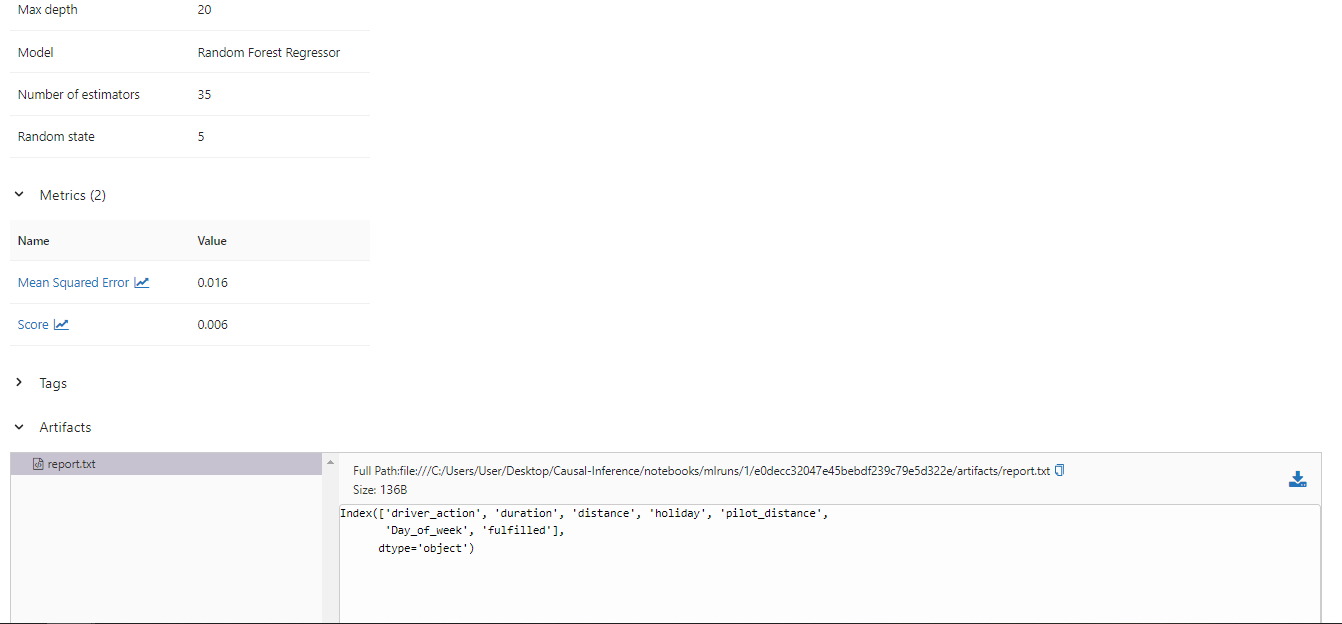 Max depth 20
Model Random Forest Regressor
Number of estimators 35
Random state 5
Metrics (2)
Name Value
Mean Squared Error 0.016
Score 0.006
Tags
Artifacts
report.txt
Full Path:file:///C:/Users/User/Desktop/Causal-Inference/notebooks/mlruns/1/e0decc32047e45bebdf239c79e5d322e/artifacts/report.txt
Size: 136B
Index(['driver_action', 'duration', 'distance', 'holiday', 'pilot_distance',
'Day_of_week', 'fulfilled'],
dtype='object')